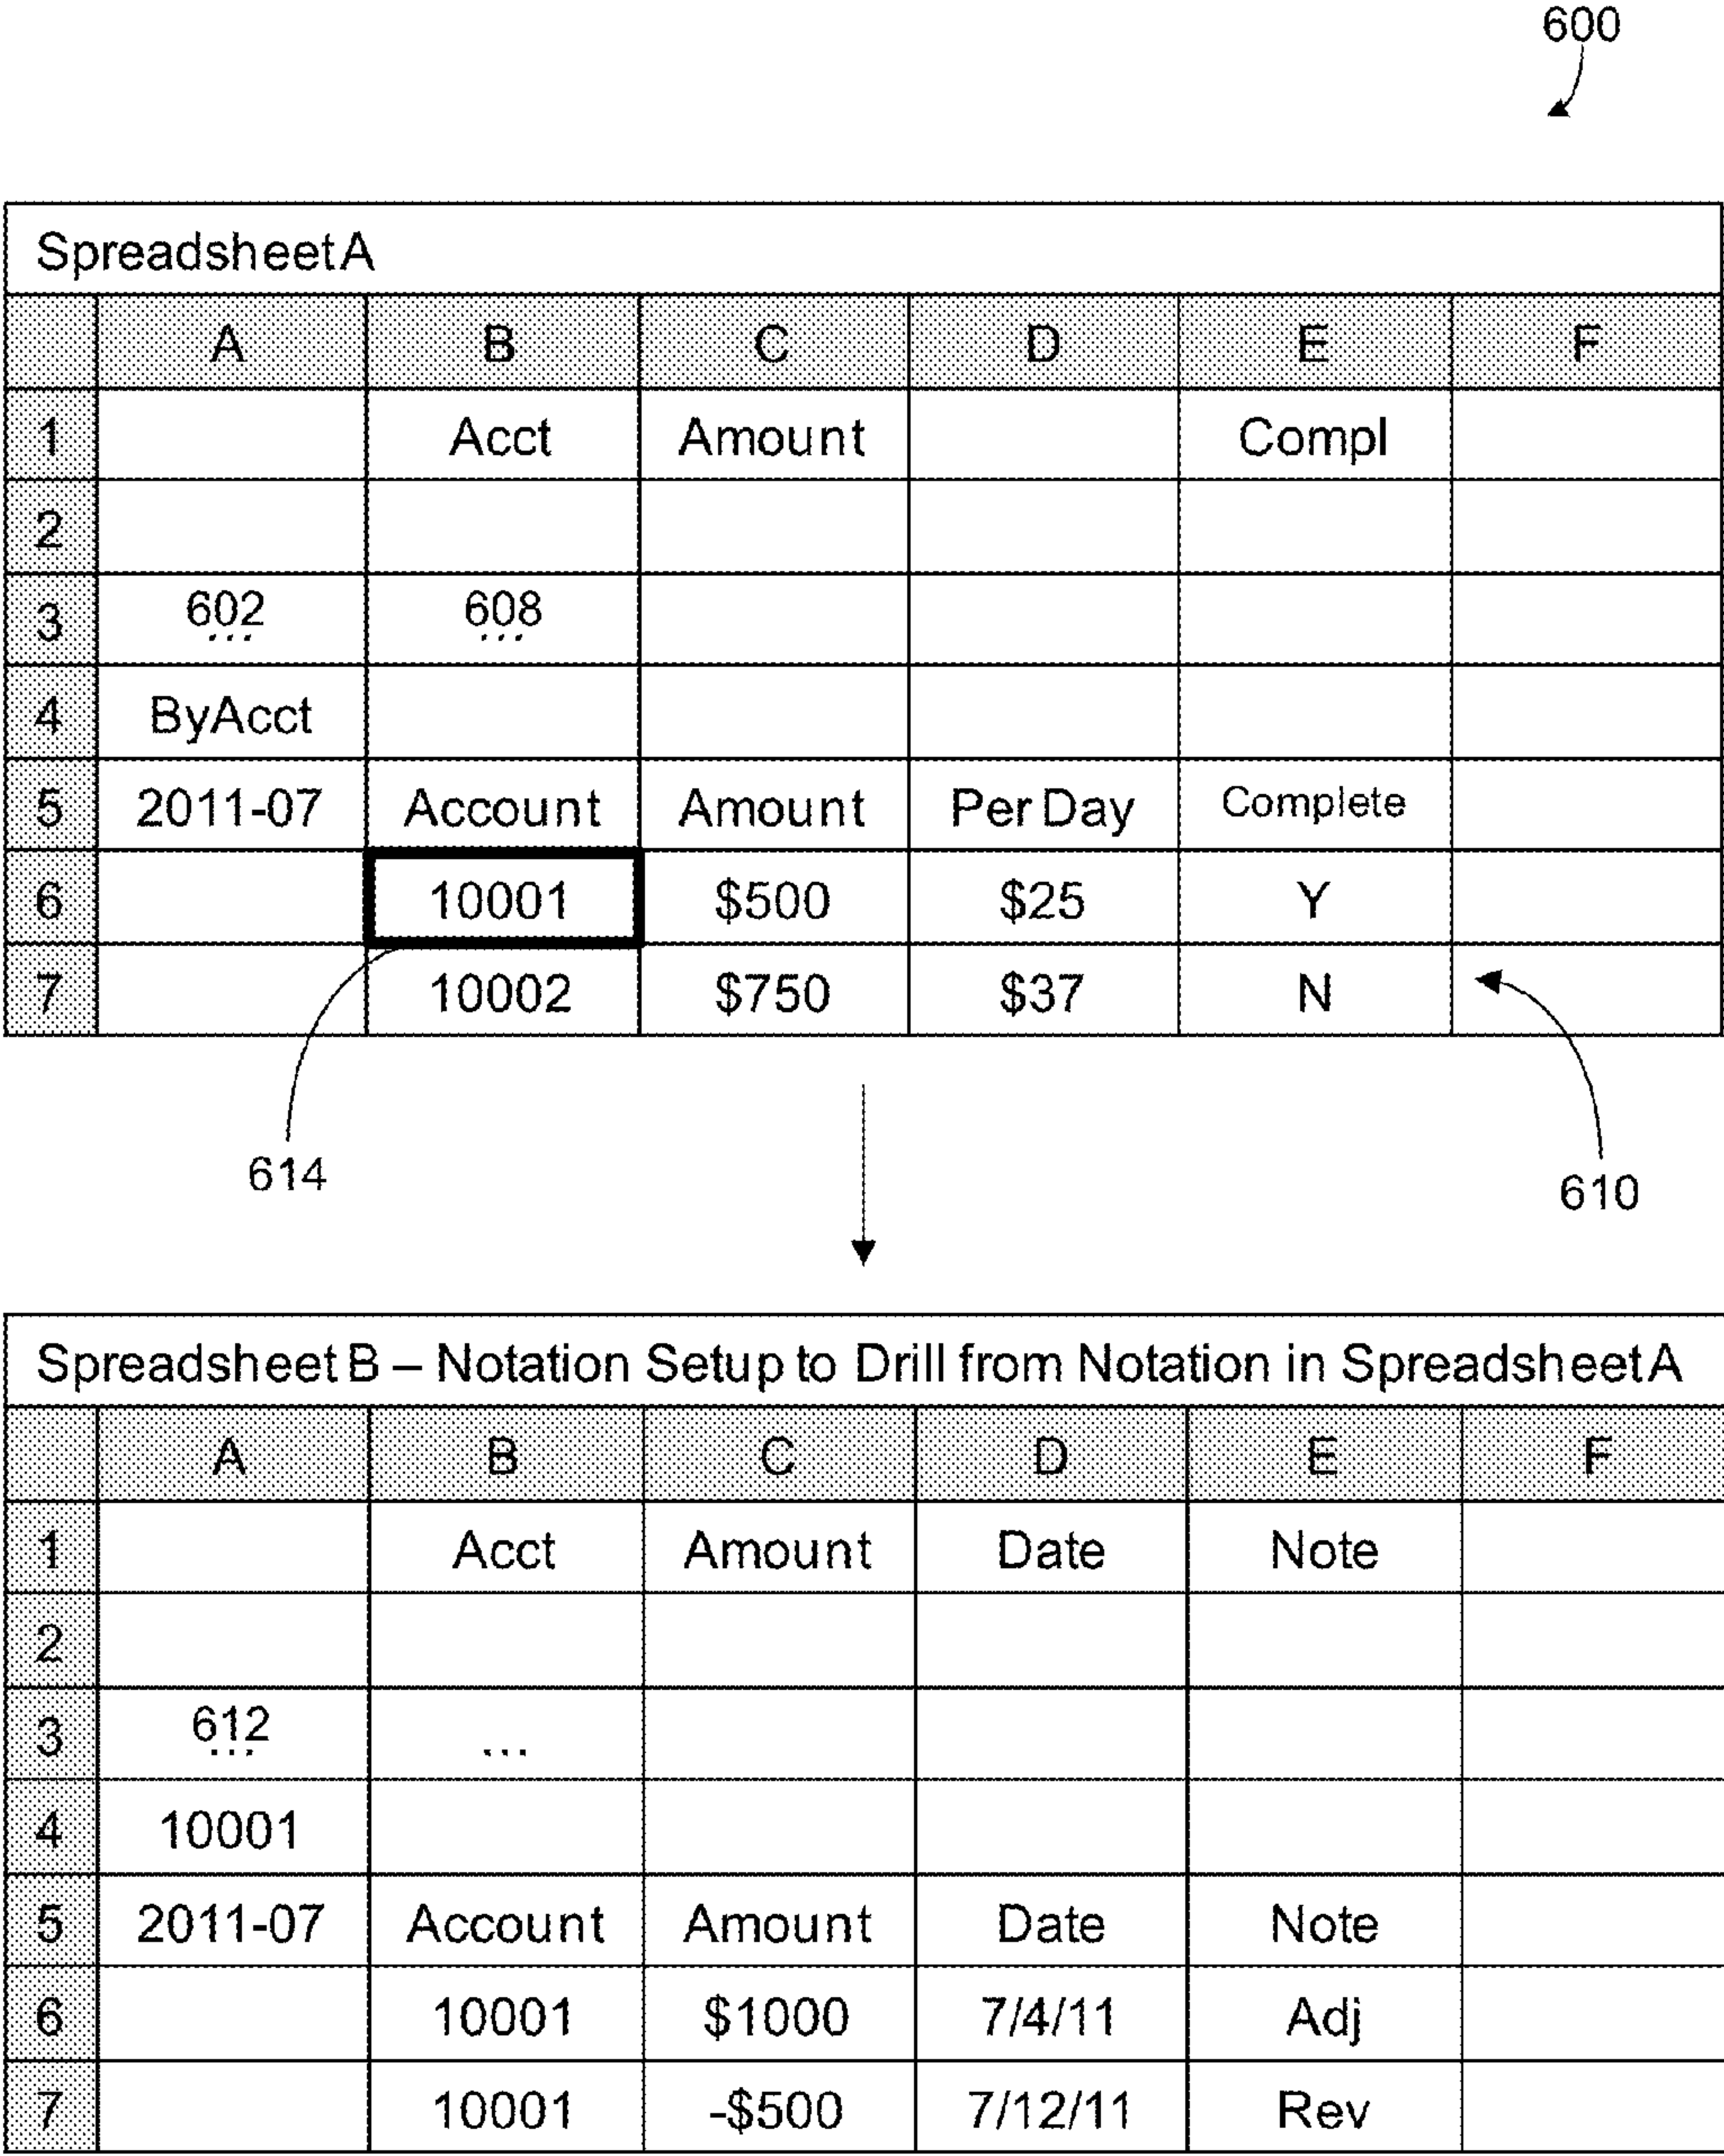 600
Spreadsheet A
A B C D E F
1 Acct Amount Compl
2
3 602 ... 608 ...
4 ByAcct
5 2011-07 Account Amount Per Day Complete
6 10001 $500 $25 Y
7 10002 $750 $37 N
614
610
Spreadsheet B – Notation Setup to Drill from Notation in Spreadsheet A
A B C D E F
1 Acct Amount Date Note
2
3 612 ... ...
4 10001
5 2011-07 Account Amount Date Note
6 10001 $1000 7/4/11 Adj
7 10001 -$500 7/12/11 Rev